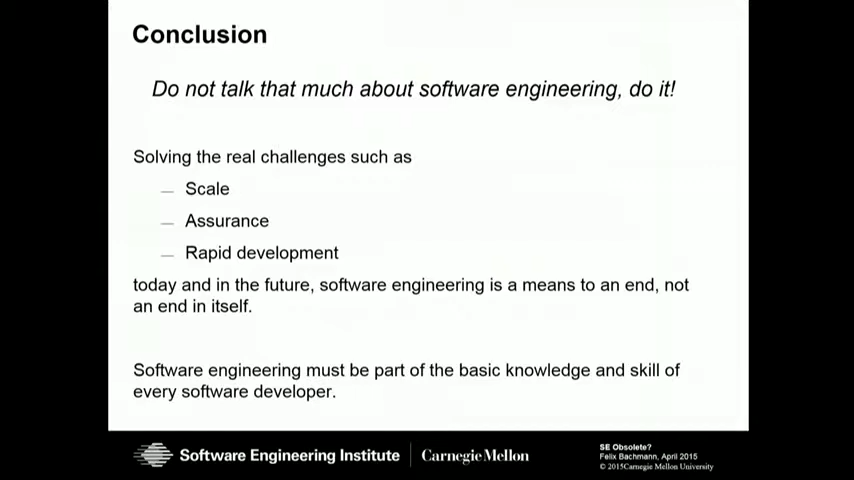 Conclusion
Do not talk that much about software engineering, do it!
Solving the real challenges such as
— Scale
— Assurance
— Rapid development
today and in the future, software engineering is a means to an end, not
an end in itself.
Software engineering must be part of the basic knowledge and skill of
every software developer.
Software Engineering Institute | Carnegie Mellon
SE Obsolete?
Felix Bachmann, April 2015
© 2015Carnegie Mellon University